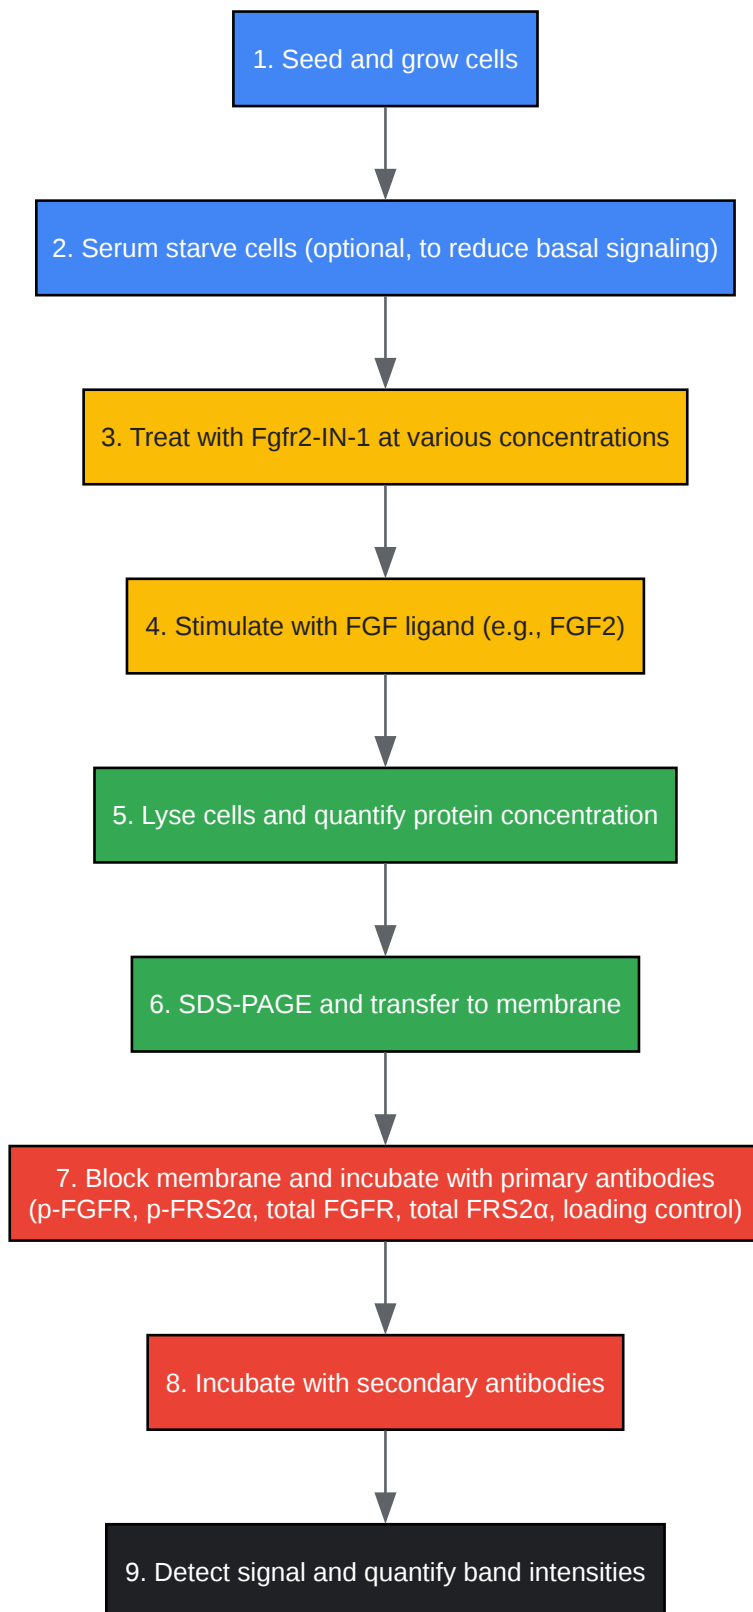 1. Seed and grow cells
2. Serum starve cells (optional, to reduce basal signaling)
3. Treat with Fgfr2-IN-1 at various concentrations
4. Stimulate with FGF ligand (e.g., FGF2)
5. Lyse cells and quantify protein concentration
6. SDS-PAGE and transfer to membrane
7. Block membrane and incubate with primary antibodies
(p-FGFR, p-FRS2α, total FGFR, total FRS2α, loading control)
8. Incubate with secondary antibodies
9. Detect signal and quantify band intensities